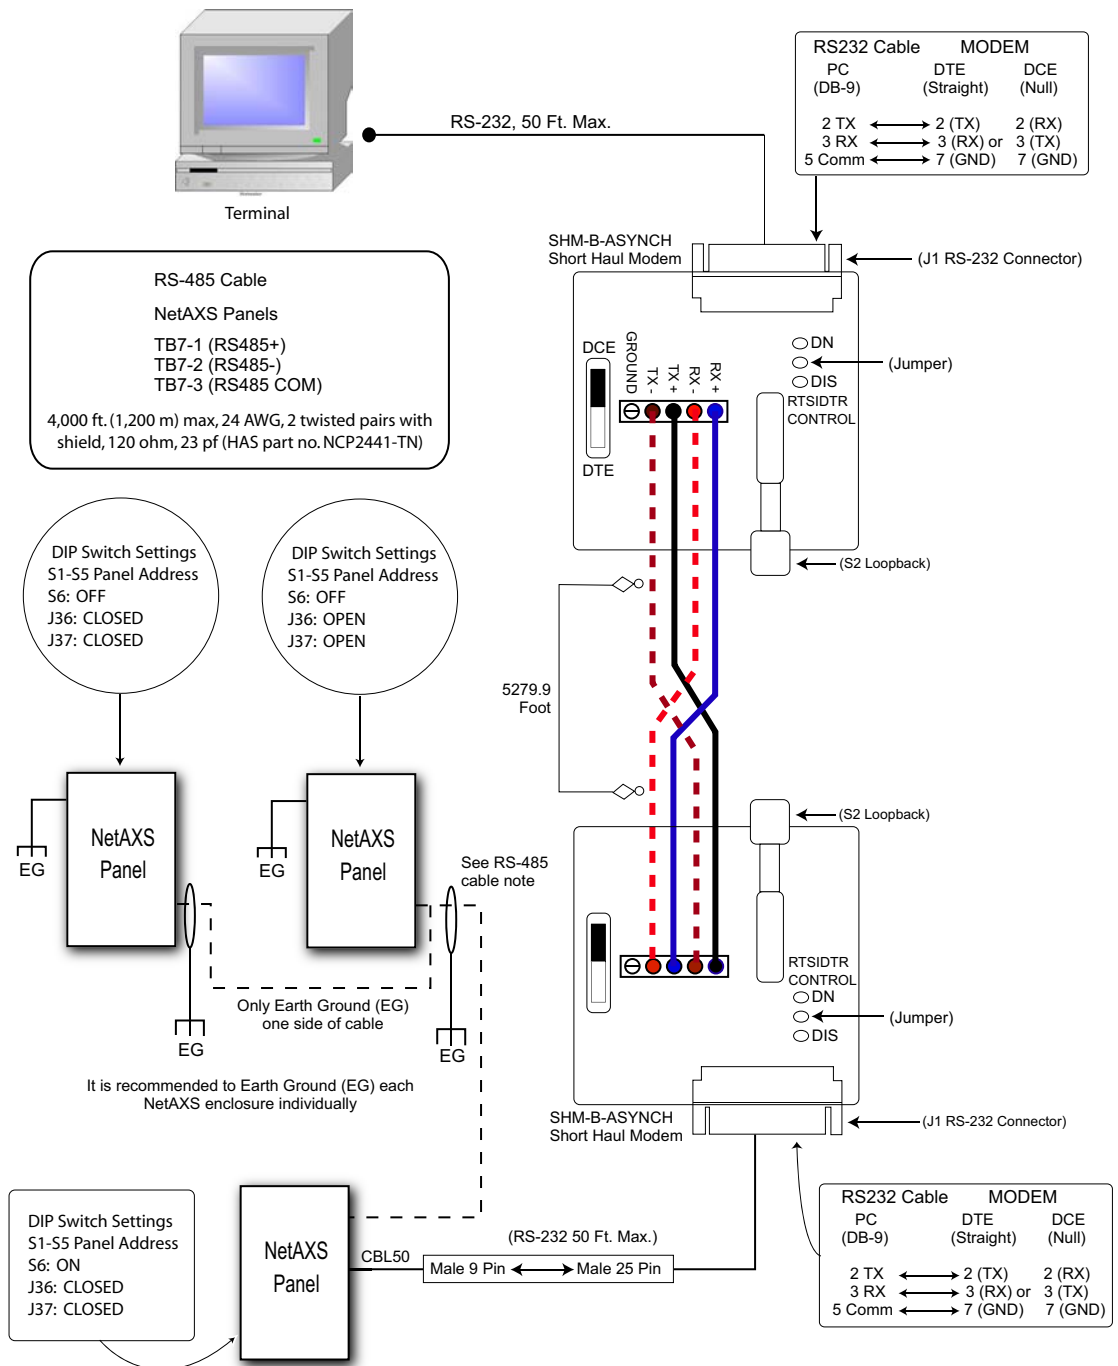 RS232 Cable MODEM
PC DTE DCE
(DB-9) (Straight) (Null)
2 TX 2 (TX) 2 (RX)
3 RX 3 (RX) or 3 (TX)
5 Comm 7 (GND) 7 (GND)
RS-232, 50 Ft. Max.
Terminal
SHM-B-ASYNCH
Short Haul Modem
(J1 RS-232 Connector)
RS-485 Cable
NetAXS Panels
TB7-1 (RS485+)
TB7-2 (RS485-)
TB7-3 (RS485 COM)
4,000 ft. (1,200 m) max, 24 AWG, 2 twisted pairs with
shield, 120 ohm, 23 pf (HAS part no. NCP2441-TN)
DCE
DTE
GROUND
TX -
TX +
RX -
RX +
DN
(Jumper)
DIS
RTSIDTR
CONTROL
(S2 Loopback)
DIP Switch Settings
S1-S5 Panel Address
S6: OFF
J36: CLOSED
J37: CLOSED
DIP Switch Settings
S1-S5 Panel Address
S6: OFF
J36: OPEN
J37: OPEN
5279.9
Foot
NetAXS
Panel
EG
NetAXS
Panel
EG
See RS-485
cable note
(S2 Loopback)
RTSIDTR
CONTROL
DN
(Jumper)
DIS
Only Earth Ground (EG)
one side of cable
EG
EG
It is recommended to Earth Ground (EG) each
NetAXS enclosure individually
SHM-B-ASYNCH
Short Haul Modem
(J1 RS-232 Connector)
DIP Switch Settings
S1-S5 Panel Address
S6: ON
J36: CLOSED
J37: CLOSED
NetAXS
Panel
CBL50
(RS-232 50 Ft. Max.)
Male 9 Pin Male 25 Pin
RS232 Cable MODEM
PC DTE DCE
(DB-9) (Straight) (Null)
2 TX 2 (TX) 2 (RX)
3 RX 3 (RX) or 3 (TX)
5 Comm 7 (GND) 7 (GND)